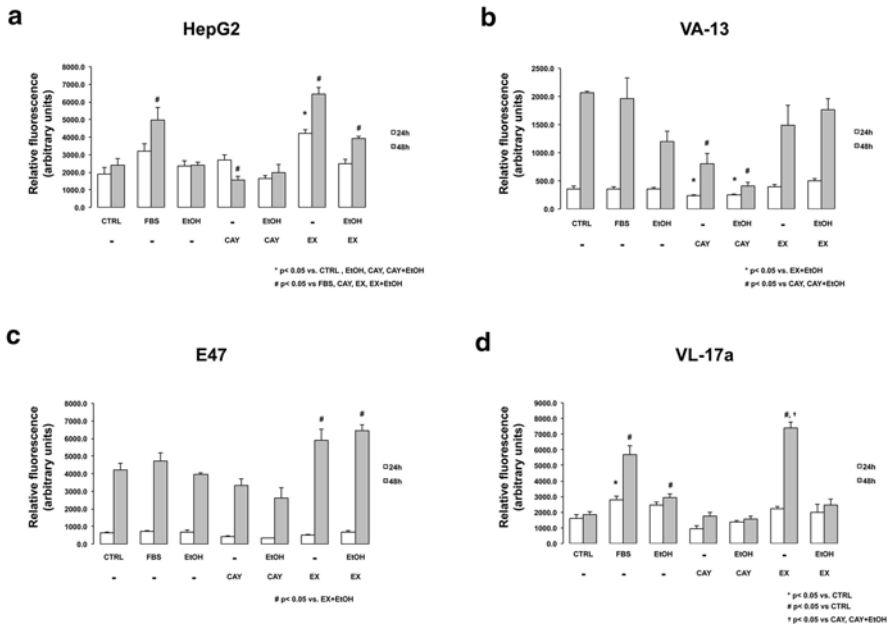 a
HepG2
Relative fluorescence
(arbitrary units)
8000.0
7000.0
6000.0
5000.0
4000.0
3000.0
2000.0
1000.0
0.0
#
#
*
#
#
24h
48h
CTRL FBS EtOH - EtOH - EtOH
- - - CAY CAY EX EX
* p< 0.05 vs. CTRL , EtOH, CAY, CAY+EtOH
# p< 0.05 vs FBS, CAY, EX, EX+EtOH
b
VA-13
Relative fluorescence
(arbitrary units)
2500.0
2000.0
1500.0
1000.0
500.0
0.0
#
*
#
*
24h
48h
CTRL FBS EtOH - EtOH - EtOH
- - - CAY CAY EX EX
* p< 0.05 vs. EX+EtOH
# p< 0.05 vs CAY, CAY+EtOH
c
E47
Relative fluorescence
(arbitrary units)
8000.0
7000.0
6000.0
5000.0
4000.0
3000.0
2000.0
1000.0
0.0
# #
24h
48h
CTRL FBS EtOH - EtOH - EtOH
- - - CAY CAY EX EX
# p< 0.05 vs. EX+EtOH
d
VL-17a
Relative fluorescence
(arbitrary units)
9000.0
8000.0
7000.0
6000.0
5000.0
4000.0
3000.0
2000.0
1000.0
0.0
#, †
#
*
#
24h
48h
CTRL FBS EtOH - EtOH - EtOH
- - - CAY CAY EX EX
* p< 0.05 vs. CTRL
# p< 0.05 vs CTRL
† p< 0.05 vs CAY, CAY+EtOH